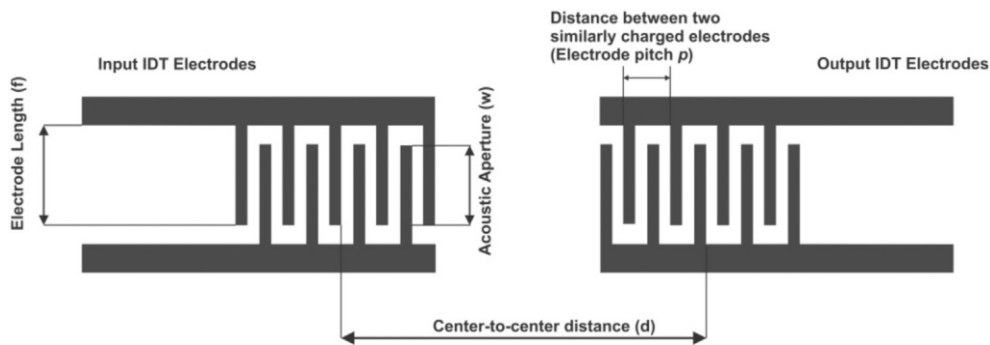 Distance between two
similarly charged electrodes
(Electrode pitch p)
Input IDT Electrodes
Output IDT Electrodes
Electrode Length (f)
Acoustic Aperture (w)
Center-to-center distance (d)